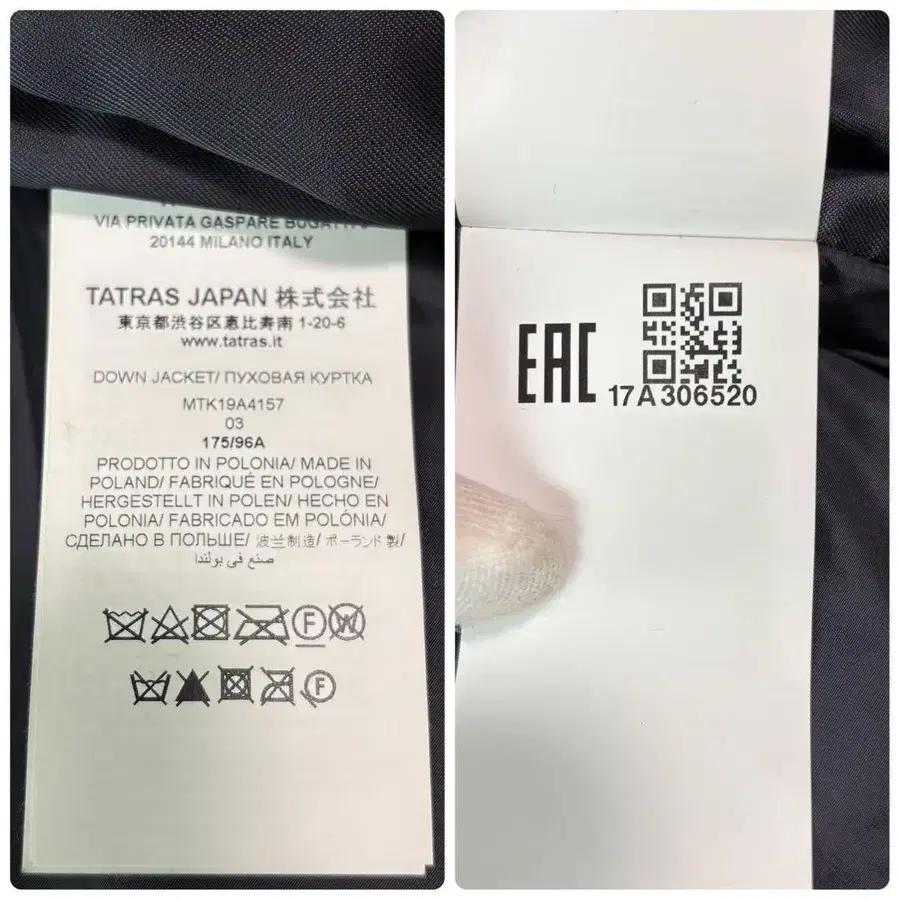 VIA PRIVATA GASPARE BUGATTI
20144 MILANO ITALY
TATRAS JAPAN 株式会社
東京都渋谷区恵比寿南 1-20-6
www.tatras.it
DOWN JACKET/ ПУХОВАЯ КУРТКА
MTK19A4157
03
175/96A
PRODOTTO IN POLONIA/ MADE IN
POLAND/ FABRIQUÉ EN POLOGNE/
HERGESTELLT IN POLEN/ HECHO EN
POLONIA/ FABRICADO EM POLÓNIA/
СДЕЛАНО В ПОЛЬШЕ/ 波兰制造/ ポーランド製/
صنع في بولندا
F W
F
EAC
17A306520